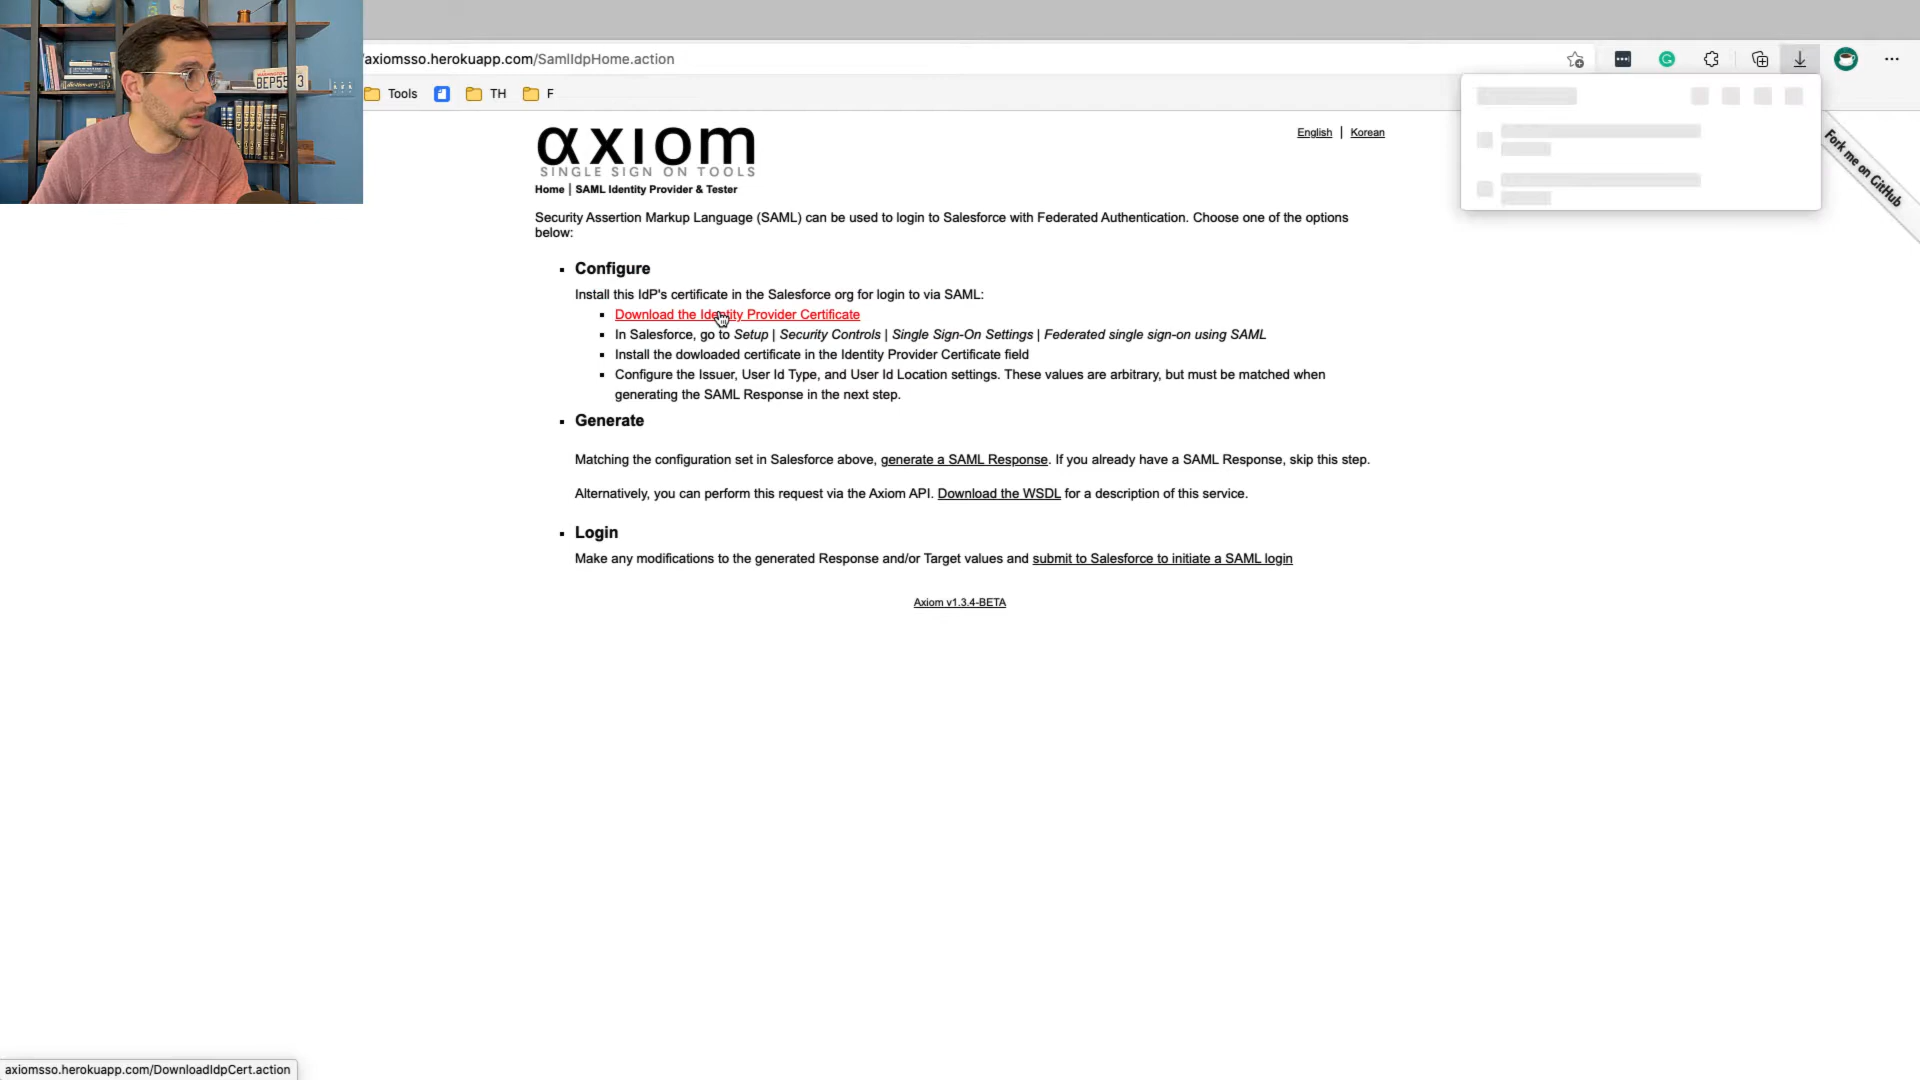 BEP55 3
axiomsso.herokuapp.com/SamlIdpHome.action
Tools
TH
F
English | Korean
Fork me on GitHub
αxiom
SINGLE SIGN ON TOOLS
Home | SAML Identity Provider & Tester
Security Assertion Markup Language (SAML) can be used to login to Salesforce with Federated Authentication. Choose one of the options
below:
Configure
Install this IdP's certificate in the Salesforce org for login to via SAML:
Download the Identity Provider Certificate
In Salesforce, go to Setup | Security Controls | Single Sign-On Settings | Federated single sign-on using SAML
Install the dowloaded certificate in the Identity Provider Certificate field
Configure the Issuer, User Id Type, and User Id Location settings. These values are arbitrary, but must be matched when
generating the SAML Response in the next step.
Generate
Matching the configuration set in Salesforce above, generate a SAML Response. If you already have a SAML Response, skip this step.
Alternatively, you can perform this request via the Axiom API. Download the WSDL for a description of this service.
Login
Make any modifications to the generated Response and/or Target values and submit to Salesforce to initiate a SAML login
Axiom v1.3.4-BETA
axiomsso.herokuapp.com/DownloadIdpCert.action